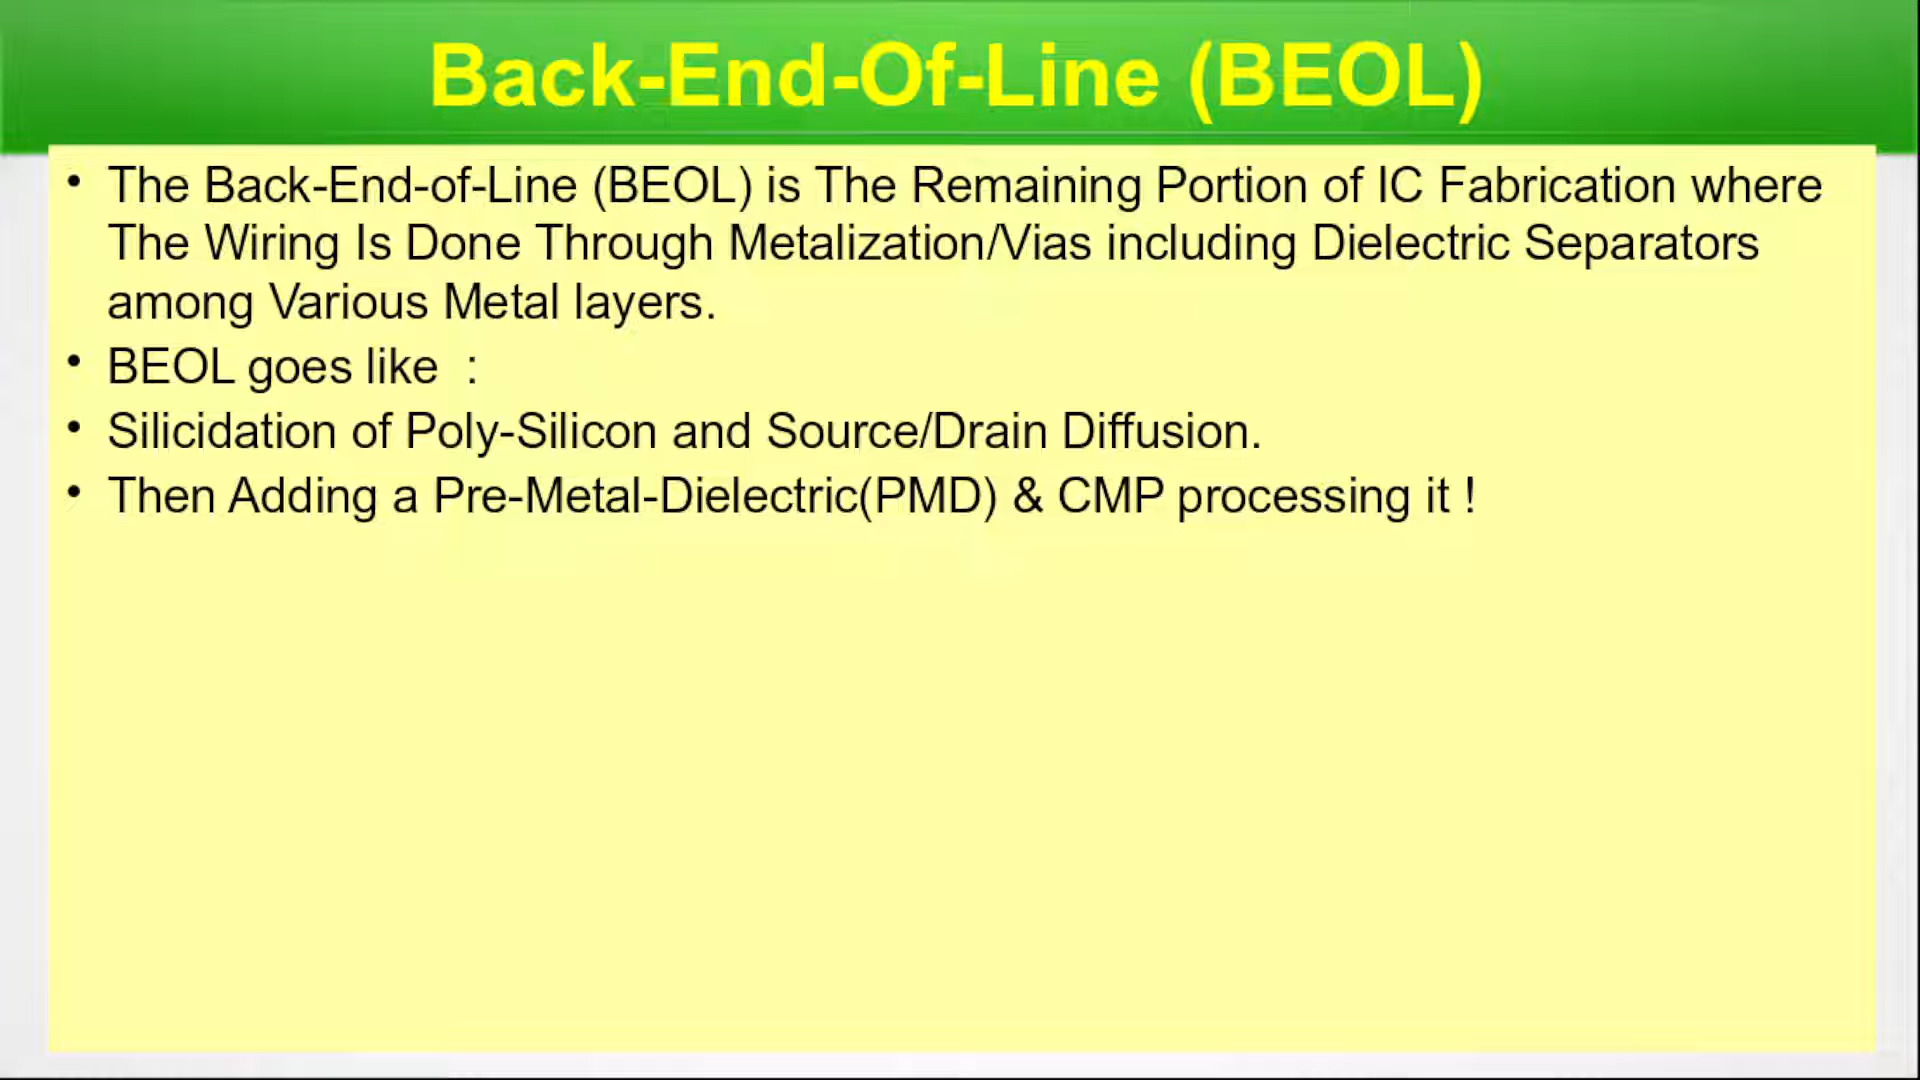 Back-End-Of-Line (BEOL)
• The Back-End-of-Line (BEOL) is The Remaining Portion of IC Fabrication where
The Wiring Is Done Through Metalization/Vias including Dielectric Separators
among Various Metal layers.
• BEOL goes like  :
• Silicidation of Poly-Silicon and Source/Drain Diffusion.
• Then Adding a Pre-Metal-Dielectric(PMD) & CMP processing it !